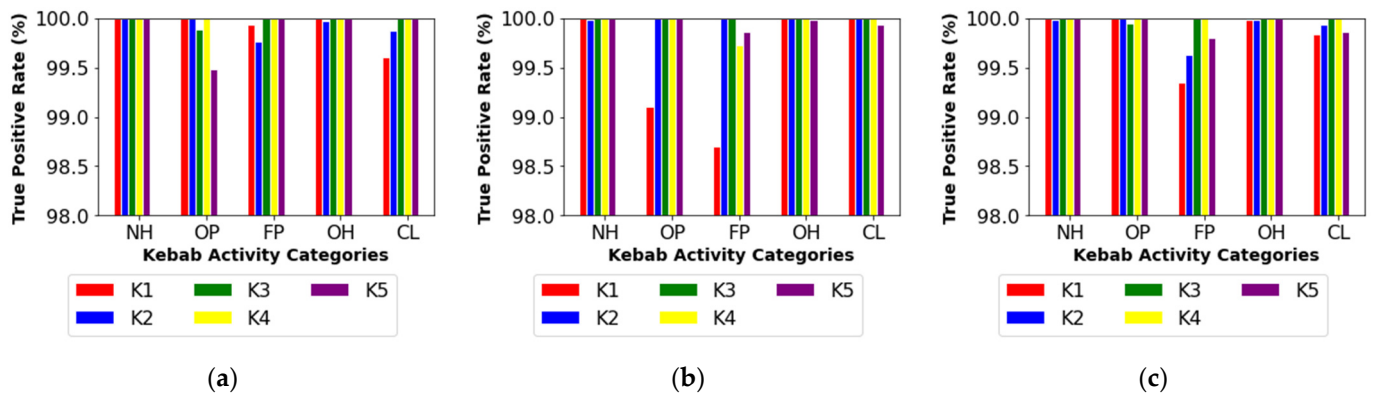 True Positive Rate (%)
100.0
99.5
99.0
98.5
98.0
NH OP FP OH CL
Kebab Activity Categories
K1 K3 K5
K2 K4
(a)
True Positive Rate (%)
100.0
99.5
99.0
98.5
98.0
NH OP FP OH CL
Kebab Activity Categories
K1 K3 K5
K2 K4
(b)
True Positive Rate (%)
100.0
99.5
99.0
98.5
98.0
NH OP FP OH CL
Kebab Activity Categories
K1 K3 K5
K2 K4
(c)